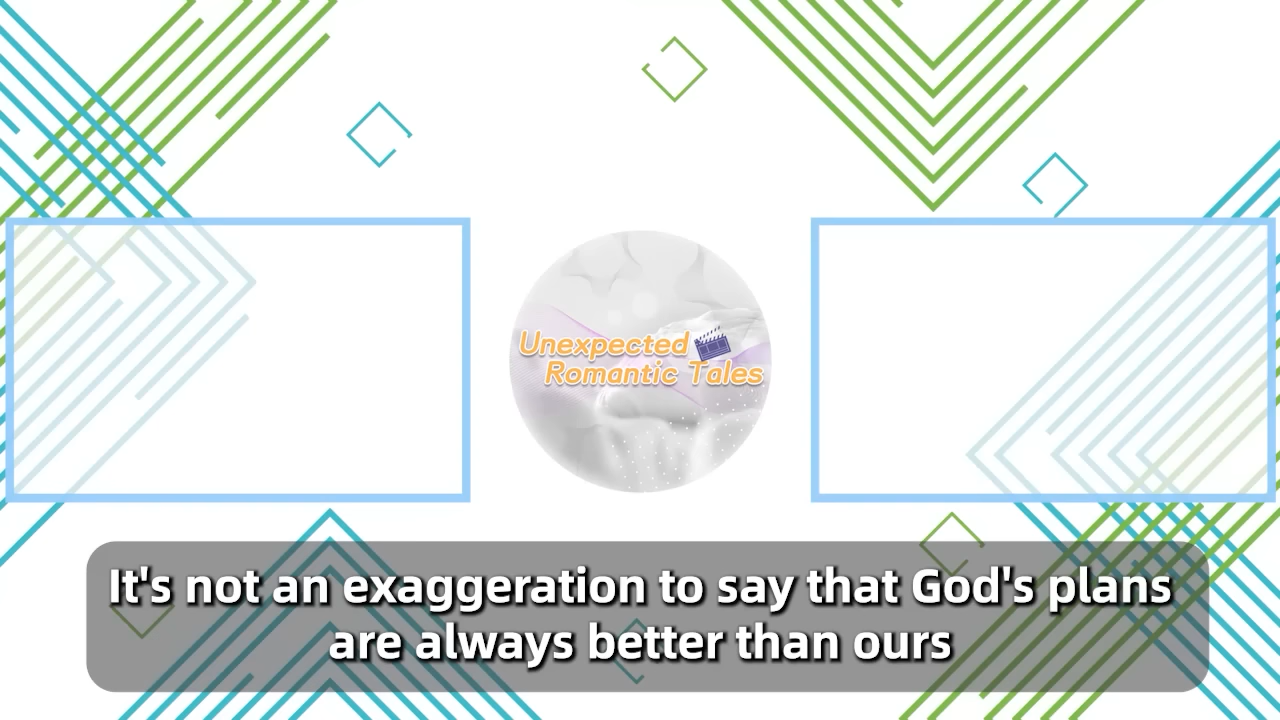 Unexpected
Romantic Tales
It's not an exaggeration to say that God's plans
are always better than ours